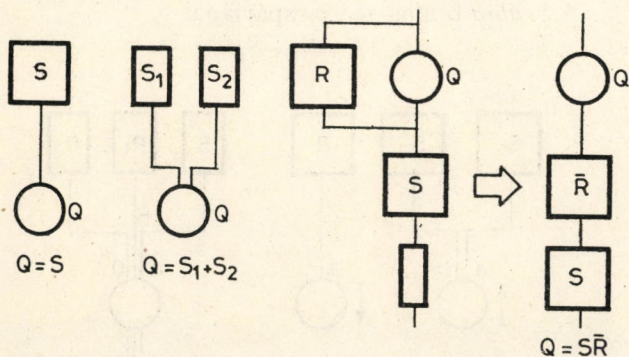 S
S₁
S₂
R
Q
Q
Q
Q
S
R̄
S
Q = S
Q = S₁+S₂
Q = SR̄